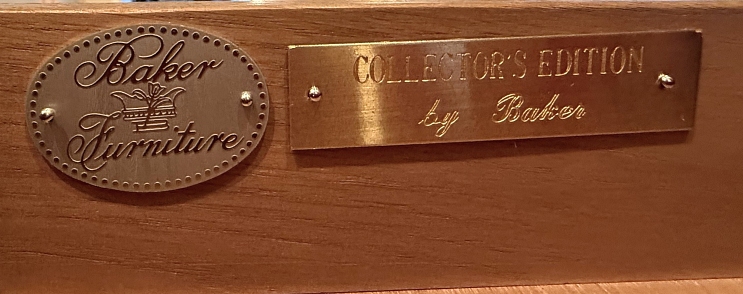 Baker
Furniture
COLLECTOR'S EDITION
by Baker